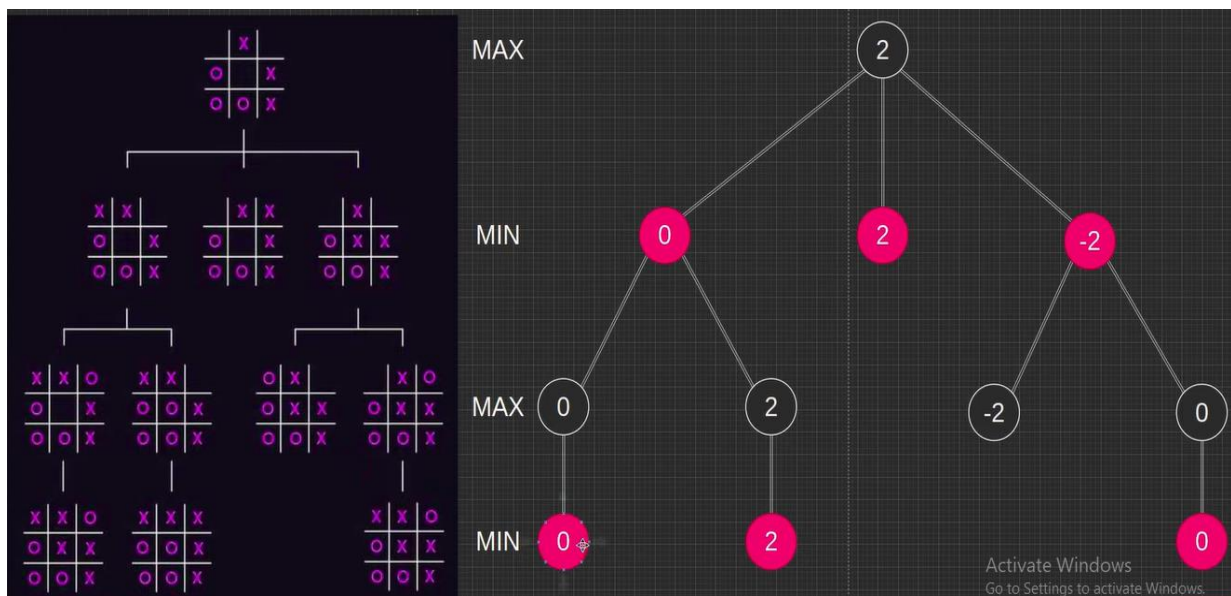 X
O X
O O X
X X X X X
O X O X O X X
O O X O O X O O X
X X O X X O X X O
O X O O X O X X O X X
O O X O O X O O X O O X
X X O X X X X X O
O X X O O X O X X
O O X O O X O O X
MAX 2
MIN 0 2 -2
MAX 0 2 -2 0
MIN 0 2 0
Activate Windows
Go to Settings to activate Windows.